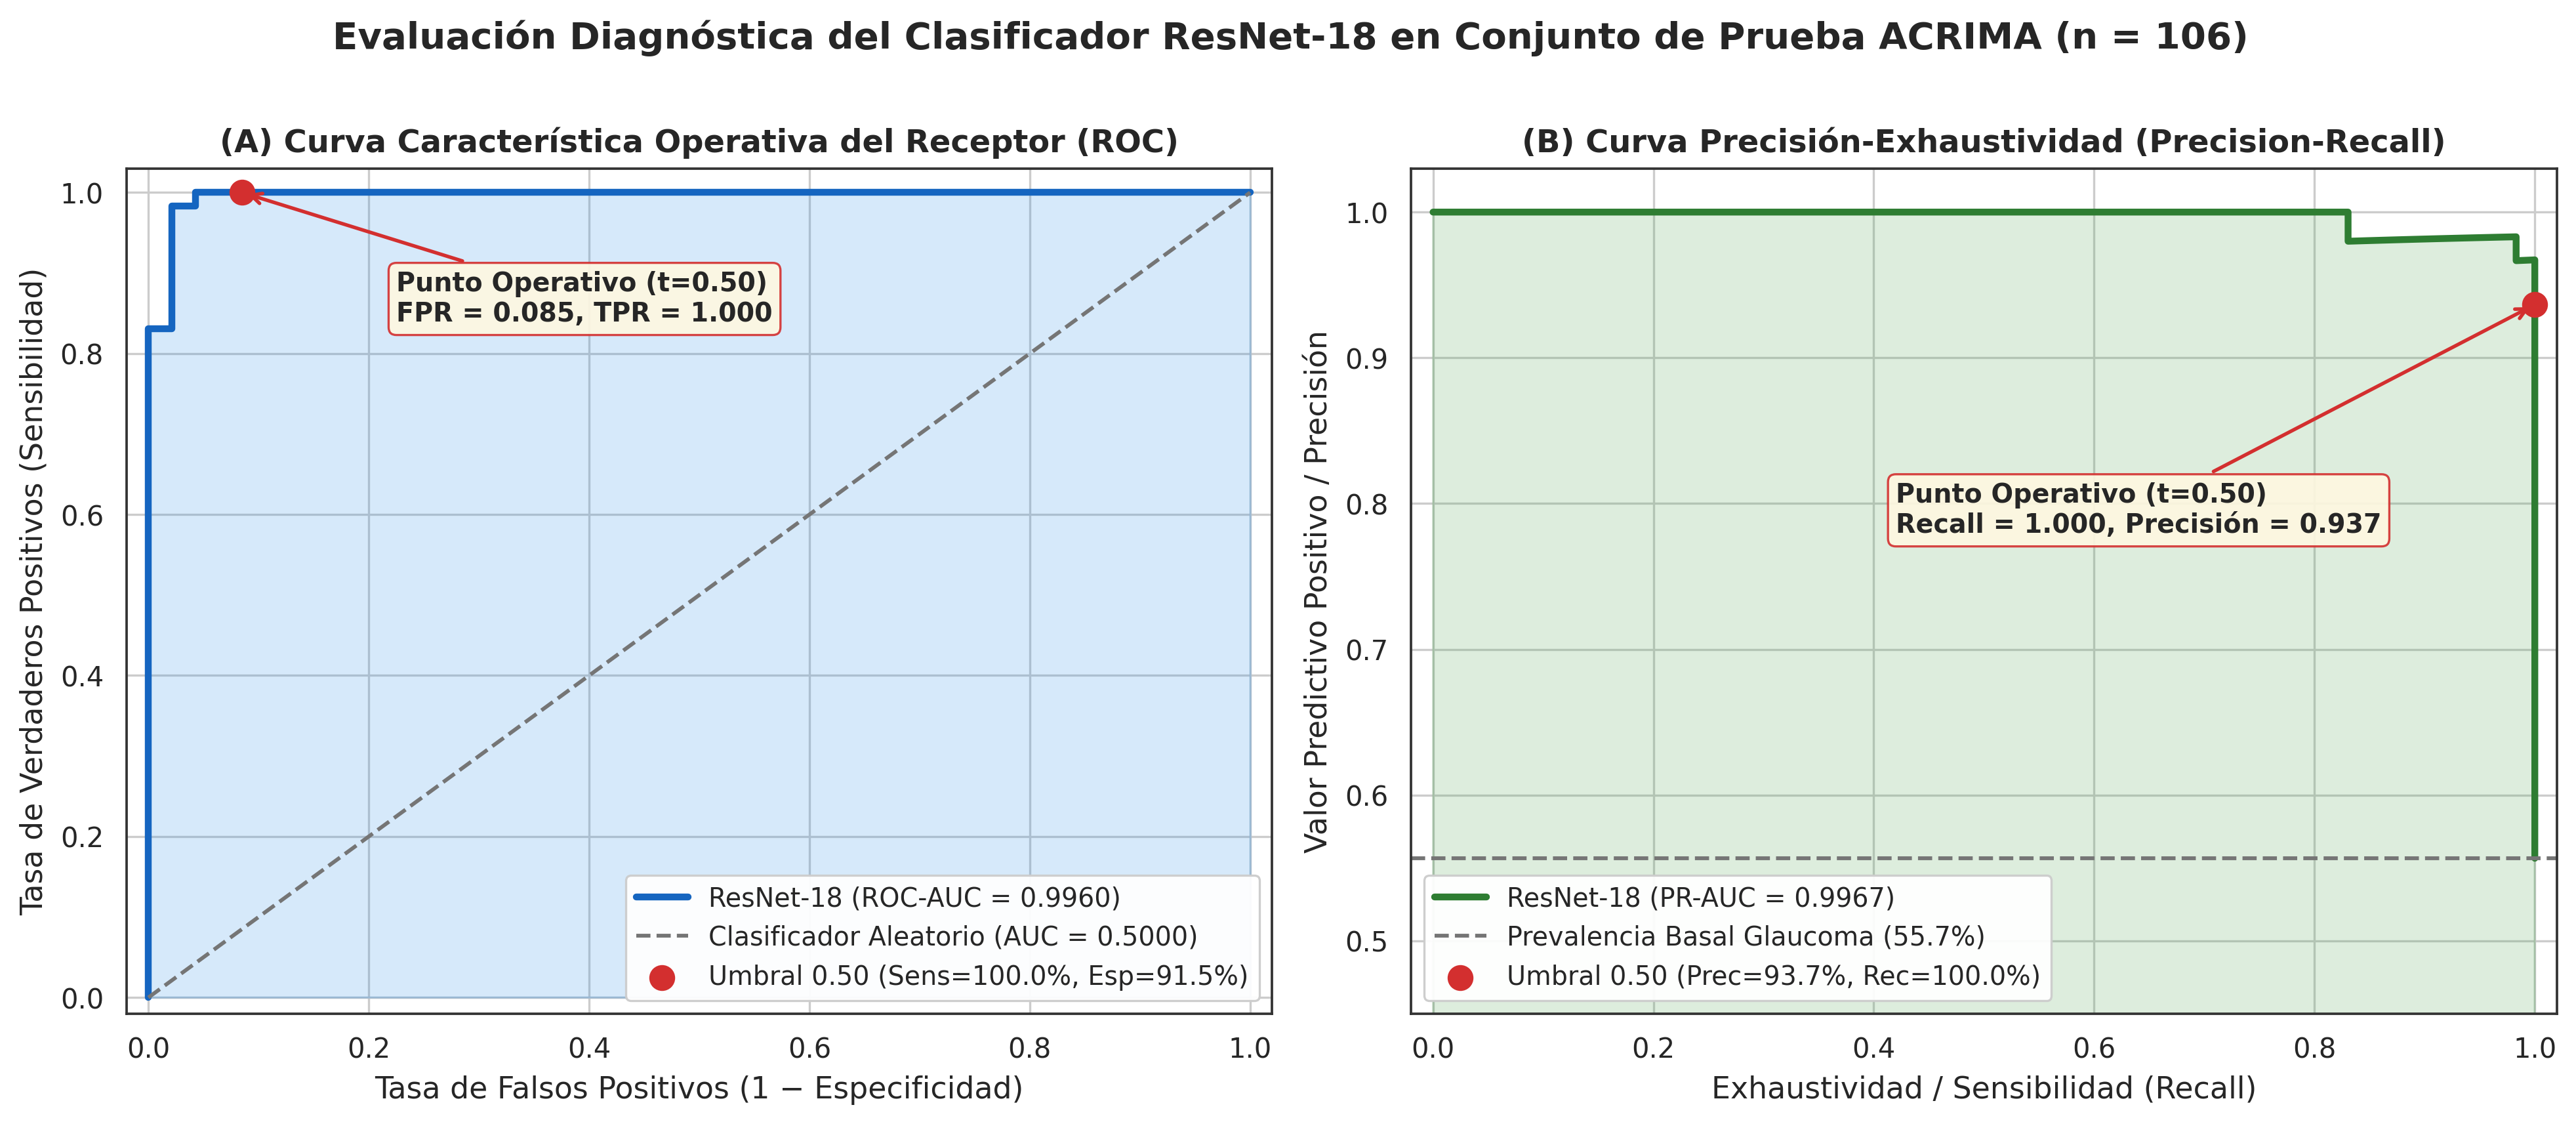 Evaluación Diagnóstica del Clasificador ResNet-18 en Conjunto de Prueba ACRIMA (n = 106)
(A) Curva Característica Operativa del Receptor (ROC)
Tasa de Verdaderos Positivos (Sensibilidad)
1.0
0.8
0.6
0.4
0.2
0.0
Punto Operativo (t=0.50)
FPR = 0.085, TPR = 1.000
ResNet-18 (ROC-AUC = 0.9960)
Clasificador Aleatorio (AUC = 0.5000)
Umbral 0.50 (Sens=100.0%, Esp=91.5%)
0.0 0.2 0.4 0.6 0.8 1.0
Tasa de Falsos Positivos (1 − Especificidad)
(B) Curva Precisión-Exhaustividad (Precision-Recall)
Valor Predictivo Positivo / Precisión
1.0
0.9
0.8
0.7
0.6
0.5
Punto Operativo (t=0.50)
Recall = 1.000, Precisión = 0.937
ResNet-18 (PR-AUC = 0.9967)
Prevalencia Basal Glaucoma (55.7%)
Umbral 0.50 (Prec=93.7%, Rec=100.0%)
0.0 0.2 0.4 0.6 0.8 1.0
Exhaustividad / Sensibilidad (Recall)